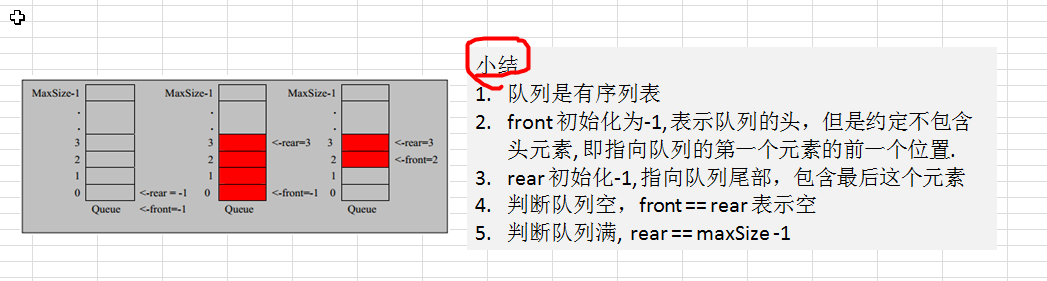 MaxSize-1
.
.
3
2
1
0
<-rear = -1
<-front=-1
Queue
MaxSize-1
.
.
3
2
1
0
<-rear=3
<-front=-1
Queue
MaxSize-1
.
.
3
2
1
0
<-rear=3
<-front=2
Queue
小结
1. 队列是有序列表
2. front 初始化为-1, 表示队列的头，但是约定不包含
头元素, 即指向队列的第一个元素的前一个位置.
3. rear 初始化-1, 指向队列尾部，包含最后这个元素
4. 判断队列空，front == rear 表示空
5. 判断队列满, rear == maxSize -1